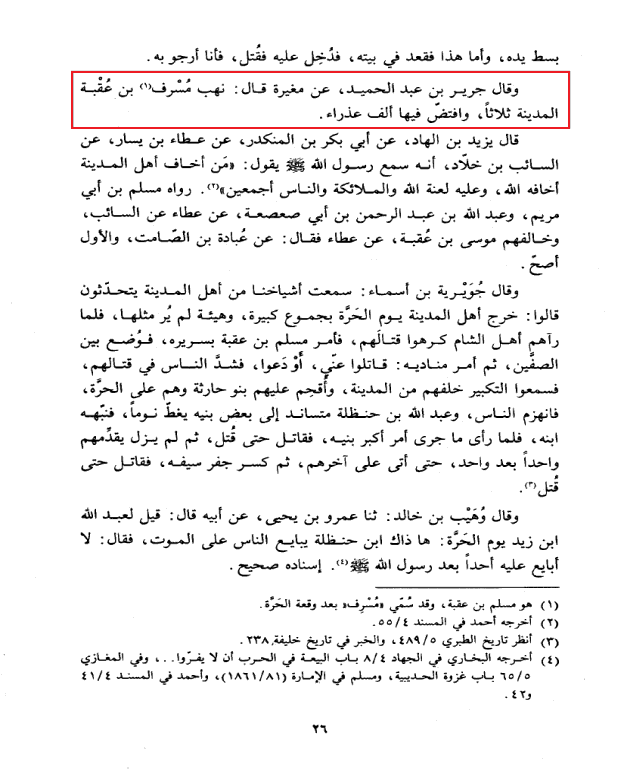 بسط يده، وأما هذا فقعد في بيته، فدُخِل عليه فقُتل، فأنا أرجو به.
وقال جرير بن عبد الحميد، عن مغيرة قال: نهب مُسْرف(١) بن عُقْبة
المدينة ثلاثاً، وافتضّ فيها ألف عذراء.
قال يزيد بن الهاد، عن أبي بكر بن المنكدر، عن عطاء بن يسار، عن
السائب بن خلّاد، أنه سمع رسول الله ﷺ يقول: «مَن أخاف أهل المدينة
أخافه الله، وعليه لعنة الله والملائكة والناس أجمعين»(٢). رواه مسلم بن أبي
مريم، وعبد الله بن عبد الرحمن بن أبي صعصعة، عن عطاء عن السائب،
وخالفهم موسى بن عُقبة، عن عطاء فقال: عن عُبادة بن الصّامت، والأول
أصحّ.
وقال جُوَيْرية بن أسماء: سمعت أشياخنا من أهل المدينة يتحدّثون
قالوا: خرج أهل المدينة يوم الحَرَّة بجموع كبيرة، وهيئة لم يُر مثلها، فلما
رآهم أهل الشام كرهوا قتالَهم، فأمر مسلم بن عقبة بسريره، فوُضع بين
الصفَّين، ثم أمر مناديه: قاتلوا عنّي، أَوْ دَعوا، فشدَّ الناس في قتالهم،
فسمعوا التكبير خلفهم من المدينة، وأُقحِم عليهم بنو حارثة وهم على الحرَّة،
فانهزم الناس، وعبد الله بن حنظلة متساند إلى بعض بنيه يغطّ نوماً، فنبّهه
ابنه، فلما رأى ما جرى أمر أكبر بنيه، فقاتل حتى قُتل، ثم لم يزل يقدِّمهم
واحداً بعد واحد، حتى أتى على آخرهم، ثم كسر جفر سيفه، فقاتل حتى
قُتل(٣).
وقال وُهَيْب بن خالد: ثنا عمرو بن يحيى، عن أبيه قال: قيل لعبد الله
ابن زيد يوم الحَرَّة: ها ذاك ابن حنظلة يبايع الناس على الموت، فقال: لا
أبايع عليه أحداً بعد رسول الله ﷺ(٤). إسناده صحيح.
(١) هو مسلم بن عقبة، وقد سُمّي «مُسْرِف» بعد وقعة الحَرَّة.
(٢) أخرجه أحمد في المسند ٥٥/٤.
(٣) أنظر تاريخ الطبري ٤٨٩/٥، والخبر في تاريخ خليفة ٢٣٨.
(٤) أخرجه البخاري في الجهاد ٨/٤ باب البيعة في الحرب أن لا يفرّوا..، وفي المغازي
٦٥/٥ باب غزوة الحديبية، ومسلم في الإمارة (١٨٦١/٨١)، وأحمد في المسند ٤١/٤
و٤٢.
٢٦